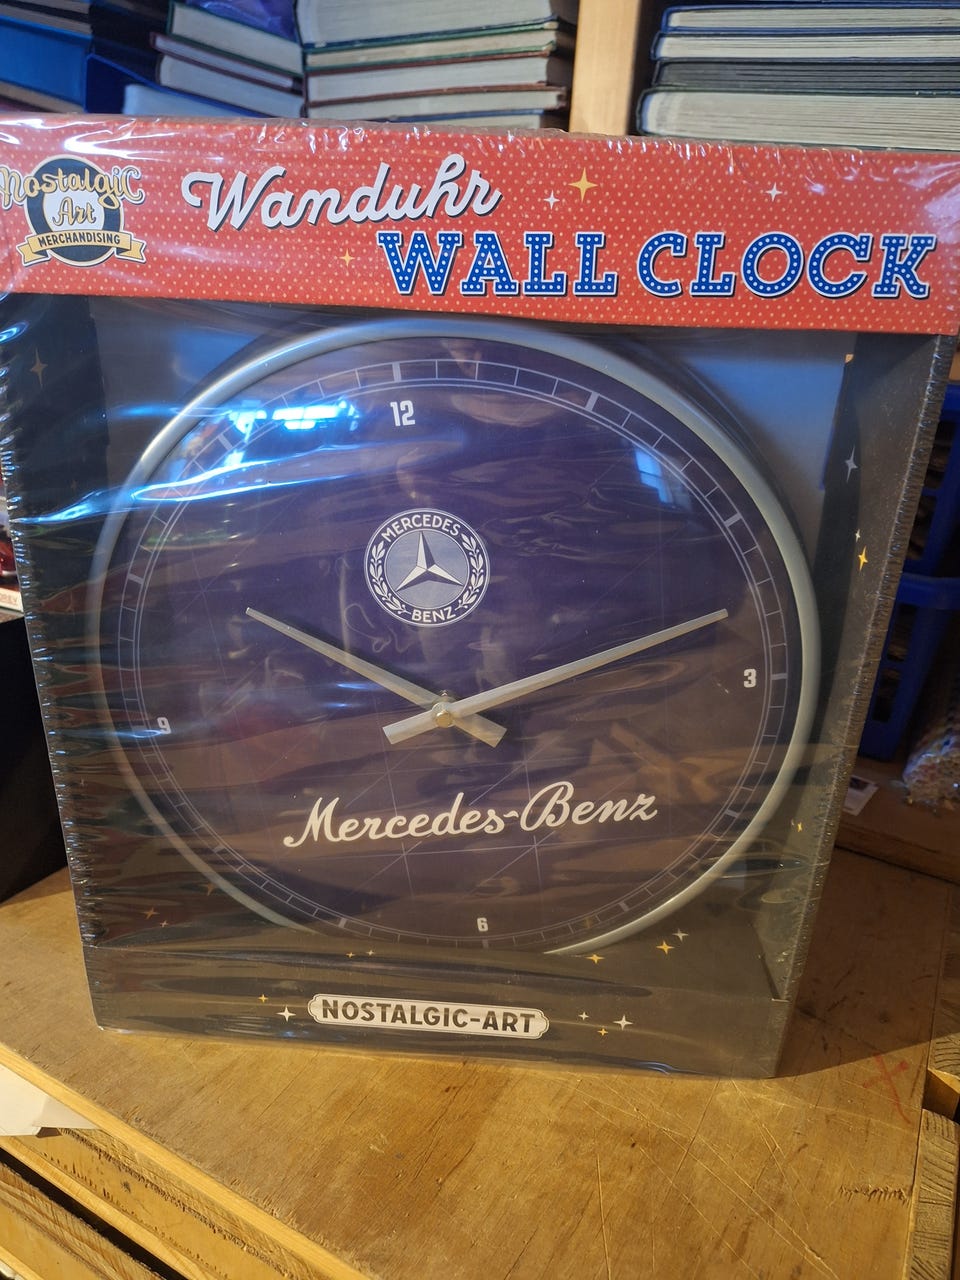 Nostalgic
Art
MERCHANDISING
Wanduhr
WALL CLOCK
12
MERCEDES
BENZ
3
9
Mercedes-Benz
6
NOSTALGIC-ART